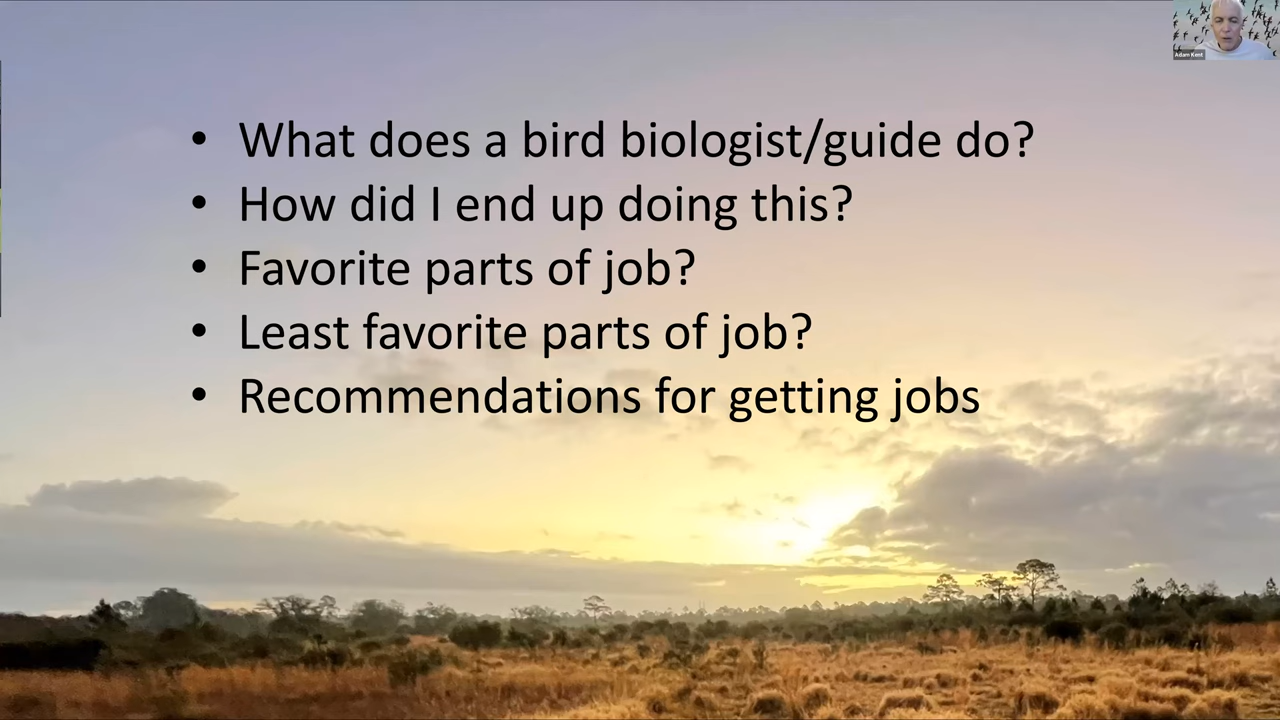 Adam Kent
• What does a bird biologist/guide do?
• How did I end up doing this?
• Favorite parts of job?
• Least favorite parts of job?
• Recommendations for getting jobs